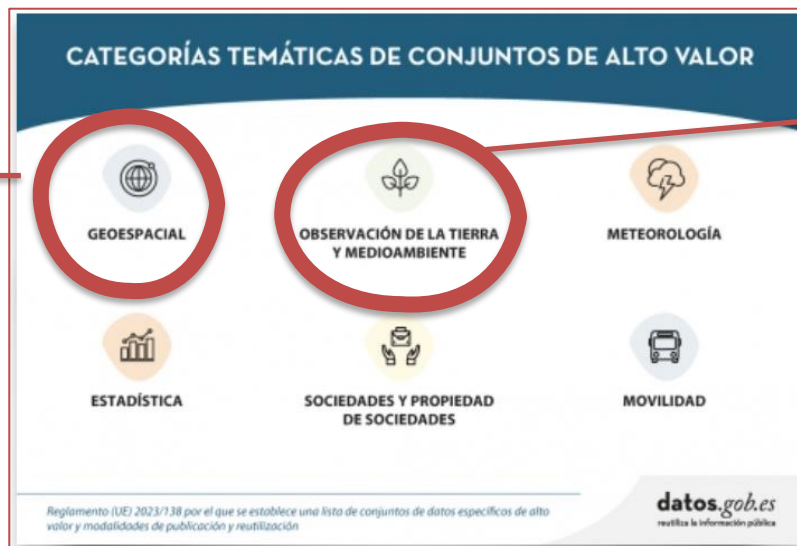 CATEGORÍAS TEMÁTICAS DE CONJUNTOS DE ALTO VALOR
GEOESPACIAL
OBSERVACIÓN DE LA TIERRA
Y MEDIOAMBIENTE
METEOROLOGÍA
ESTADÍSTICA
SOCIEDADES Y PROPIEDAD
DE SOCIEDADES
MOVILIDAD
Reglamento (UE) 2023/138 por el que se establece una lista de conjuntos de datos específicos de alto
valor y modalidades de publicación y reutilización
datos.gob.es
reutiliza la información pública